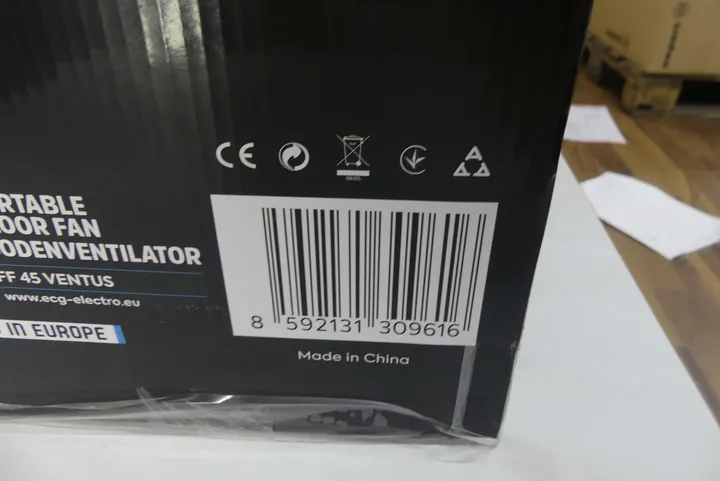 CE
RTABLE
OOR FAN
ODENVENTILATOR
FF 45 VENTUS
www.ecg-electro.eu
IN EUROPE
8 592131 309616
Made in China